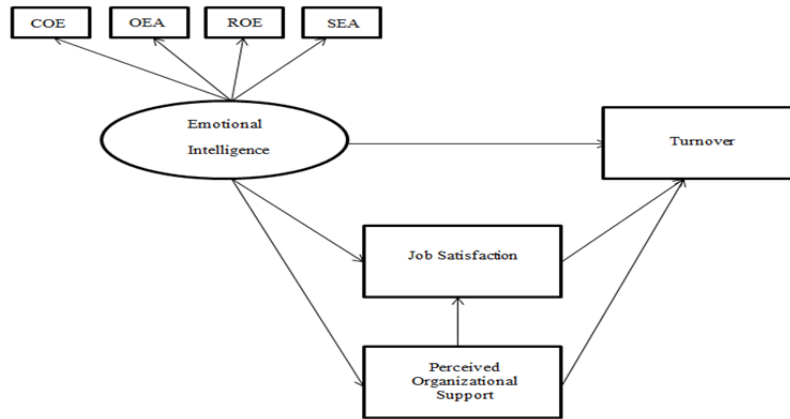 COE
OEA
ROE
SEA
Emotional
Intelligence
Turnover
Job Satisfaction
Perceived
Organizational
Support